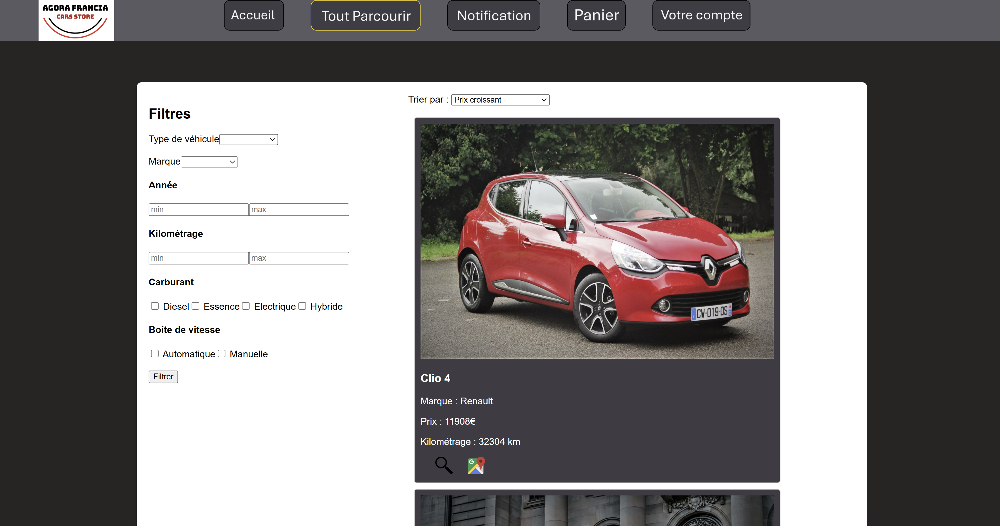 AGORA FRANCIA
CARS STORE
Accueil
Tout Parcourir
Notification
Panier
Votre compte
Trier par : Prix croissant
Filtres
Type de véhicule
Marque
Année
min max
Kilométrage
min max
Carburant
Diesel Essence Electrique Hybride
Boîte de vitesse
Automatique Manuelle
Filtrer
CW-019-DS
Clio 4
Marque : Renault
Prix : 11908€
Kilométrage : 32304 km
G